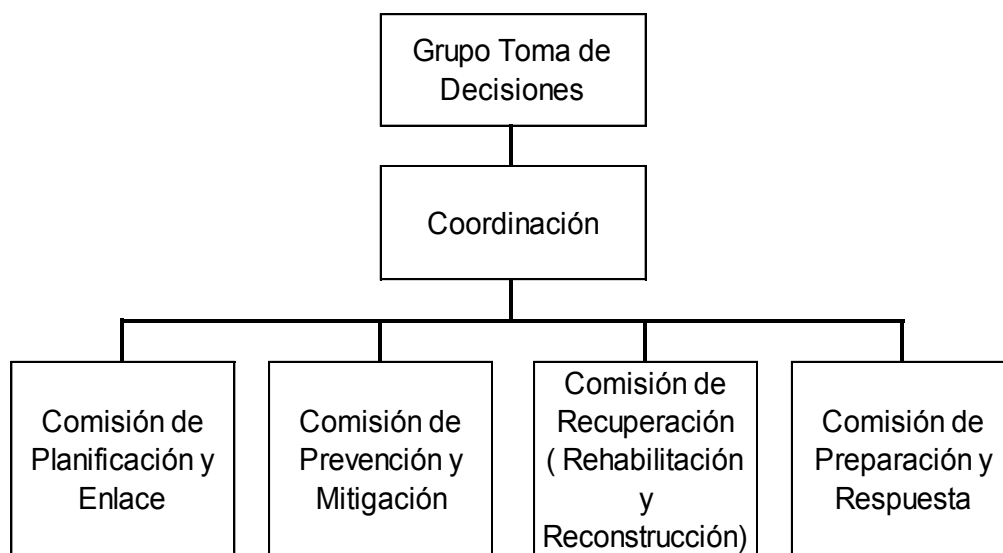 Grupo Toma de
Decisiones
Coordinación
Comisión de
Planificación y
Enlace
Comisión de
Prevención y
Mitigación
Comisión de
Recuperación
( Rehabilitación
y
Reconstrucción)
Comisión de
Preparación y
Respuesta